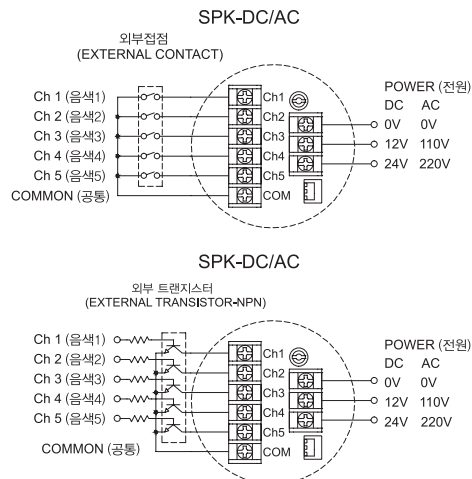 SPK-DC/AC
외부접점
(EXTERNAL CONTACT)
Ch 1 (음색1)
Ch 2 (음색2)
Ch 3 (음색3)
Ch 4 (음색4)
Ch 5 (음색5)
COMMON (공통)
Ch1
Ch2
Ch3
Ch4
Ch5
COM
POWER (전원)
DC AC
0V 0V
12V 110V
24V 220V
SPK-DC/AC
외부 트랜지스터
(EXTERNAL TRANSISTOR-NPN)
Ch 1 (음색1)
Ch 2 (음색2)
Ch 3 (음색3)
Ch 4 (음색4)
Ch 5 (음색5)
COMMON (공통)
Ch1
Ch2
Ch3
Ch4
Ch5
COM
POWER (전원)
DC AC
0V 0V
12V 110V
24V 220V